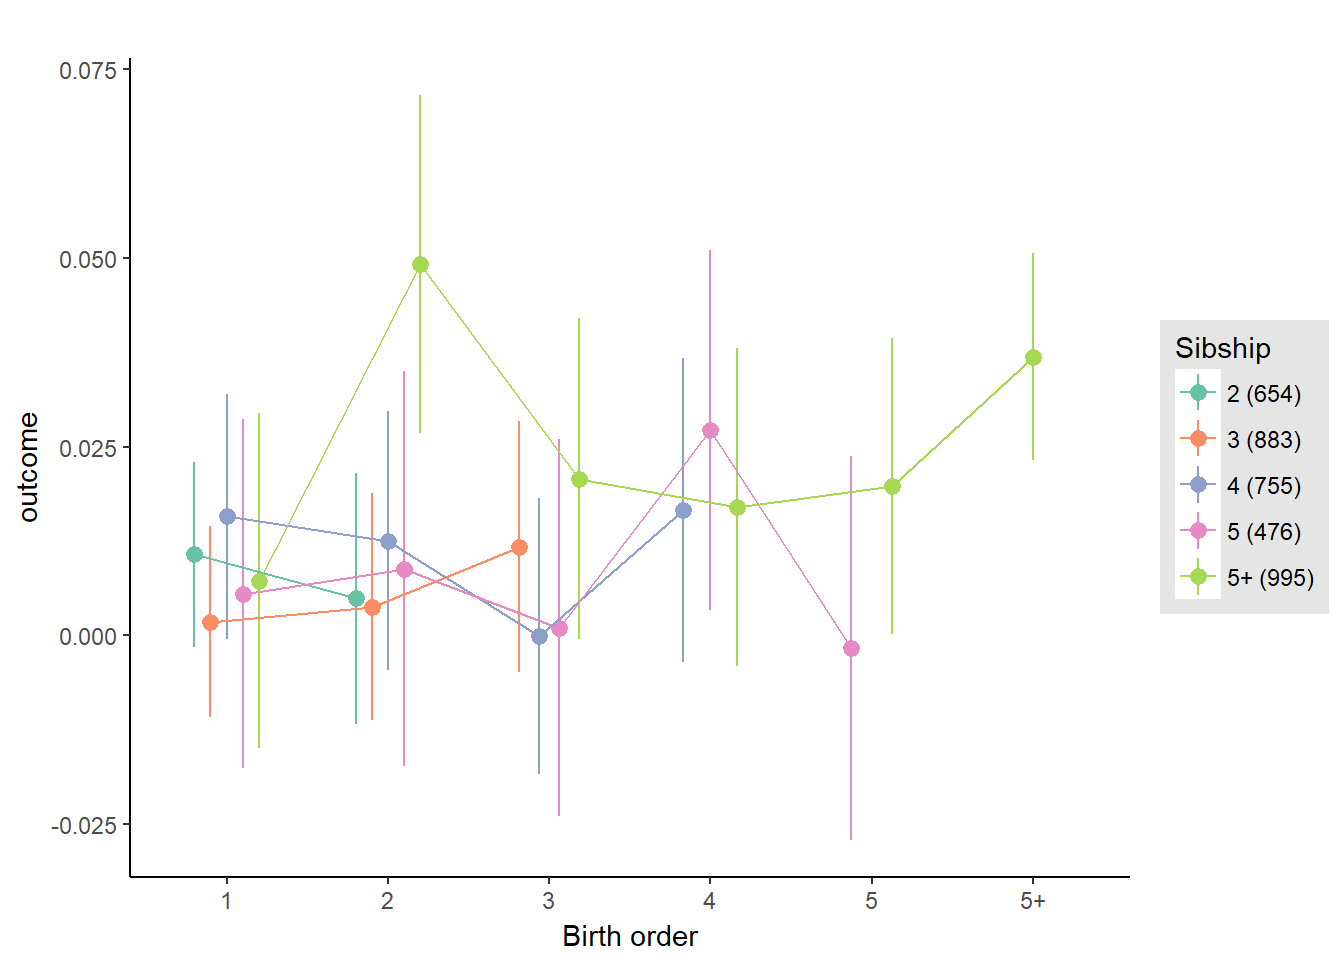 0.075
0.050
0.025
0.000
-0.025
outcome
1 2 3 4 5 5+
Birth order
Sibship
2 (654)
3 (883)
4 (755)
5 (476)
5+ (995)